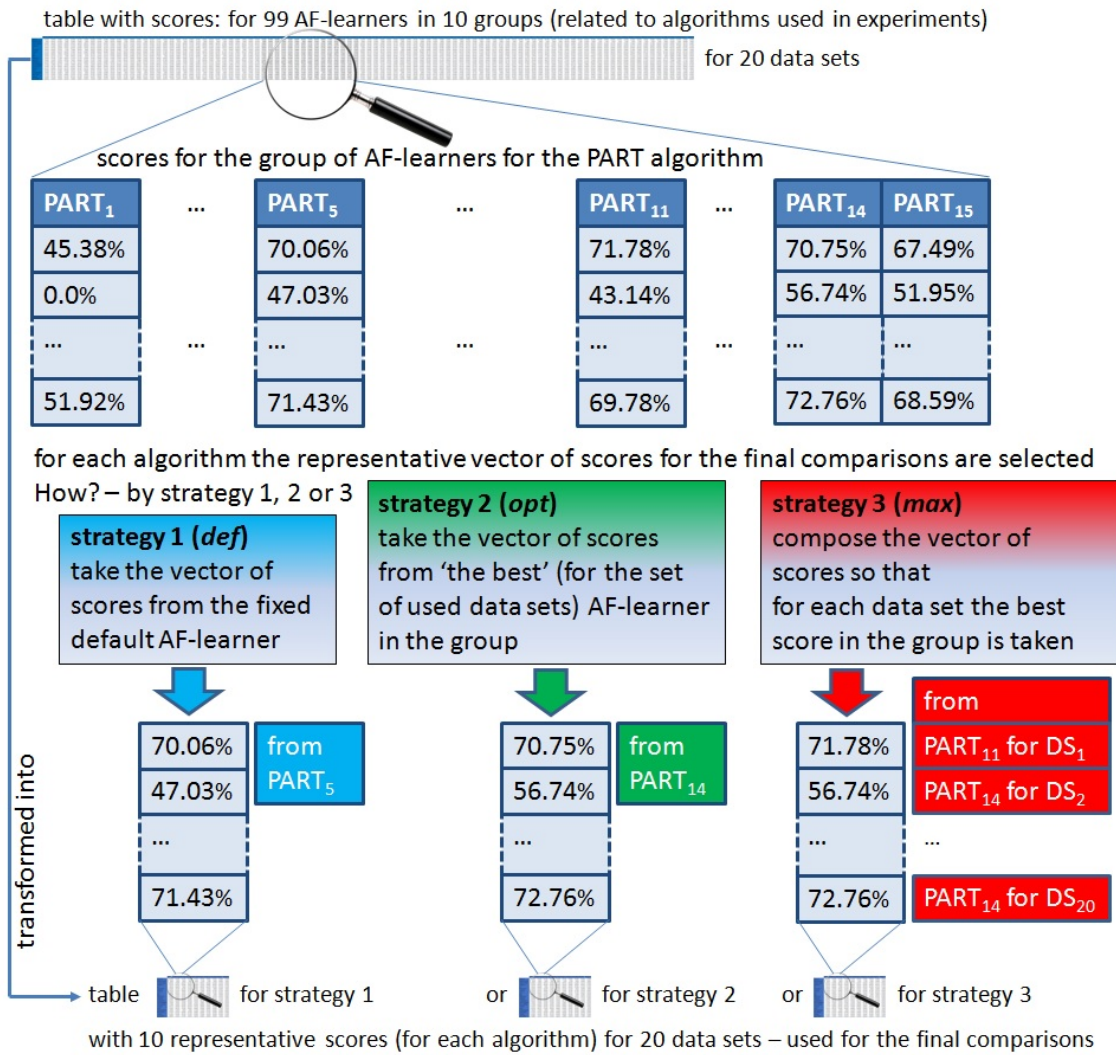 table with scores: for 99 AF-learners in 10 groups (related to algorithms used in experiments)
for 20 data sets
scores for the group of AF-learners for the PART algorithm
PART₁ ... PART₅ ... PART₁₁ ... PART₁₄ PART₁₅
45.38% 70.06% 71.78% 70.75% 67.49%
0.0% 47.03% 43.14% 56.74% 51.95%
... ... ... ... ... ... ... ...
51.92% 71.43% 69.78% 72.76% 68.59%
for each algorithm the representative vector of scores for the final comparisons are selected
How? – by strategy 1, 2 or 3
strategy 1 (def)
take the vector of
scores from the fixed
default AF-learner
strategy 2 (opt)
take the vector of scores
from ‘the best’ (for the set
of used data sets) AF-learner
in the group
strategy 3 (max)
compose the vector of
scores so that
for each data set the best
score in the group is taken
70.06%
47.03%
...
71.43%
from
PART₅
70.75%
56.74%
...
72.76%
from
PART₁₄
71.78%
56.74%
...
72.76%
from
PART₁₁ for DS₁
PART₁₄ for DS₂
...
PART₁₄ for DS₂₀
transformed into
table for strategy 1 or for strategy 2 or for strategy 3
with 10 representative scores (for each algorithm) for 20 data sets – used for the final comparisons